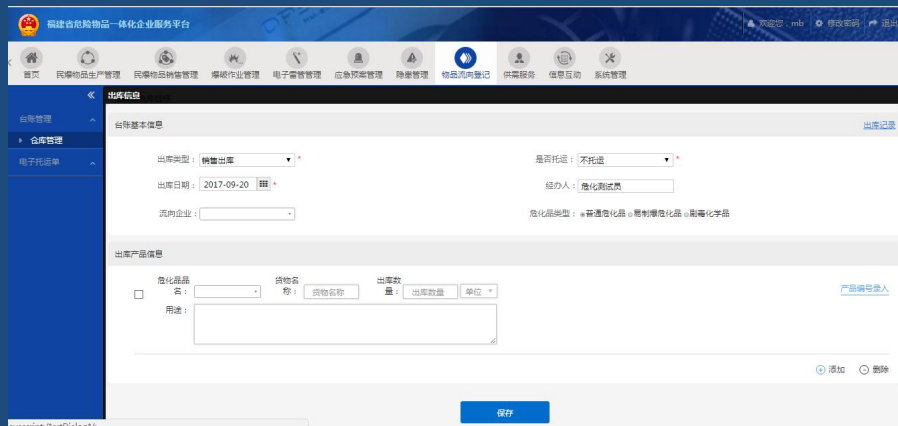 福建省危险物品一体化企业服务平台
欢迎您，mb 修改密码 退出
首页 民爆物品生产管理 民爆物品销售管理 爆破作业管理 电子雷管管理 应急预案管理 隐患管理 物品流向登记 供需服务 信息互动 系统管理
出库信息
台账管理
台账基本信息 出库记录
仓库管理
电子托运单
出库类型： 销售出库 * 是否托运： 不托运 *
出库日期： 2017-09-20 * 经办人： 危化测试员
流向企业： 危化品类型： 普通危化品 易制爆危化品 剧毒化学品
出库产品信息
危化品品名： 货物名称： 货物名称 出库数量： 出库数量 单位 产品编号录入
用途：
添加 删除
保存